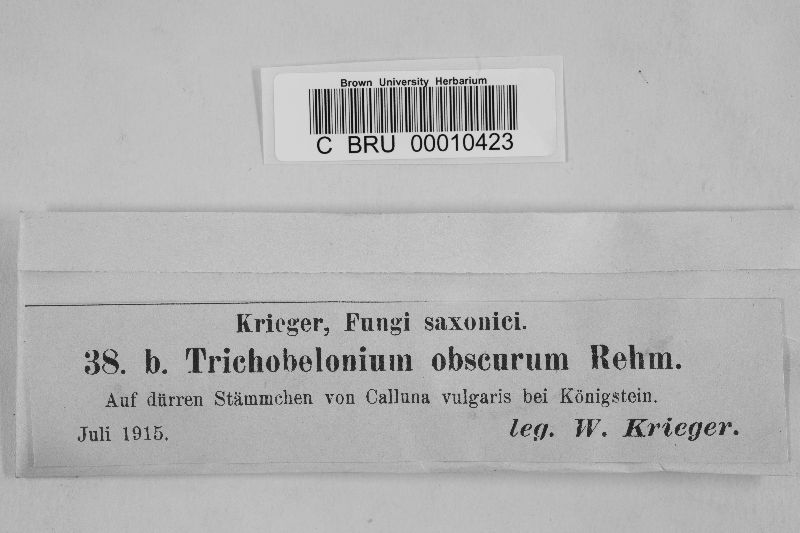 Brown University Herbarium
C BRU 00010423
Krieger, Fungi saxonici.
38. b. Trichobelonium obscurum Rehm.
Auf dürren Stämmchen von Calluna vulgaris bei Königstein.
Juli 1915. leg. W. Krieger.